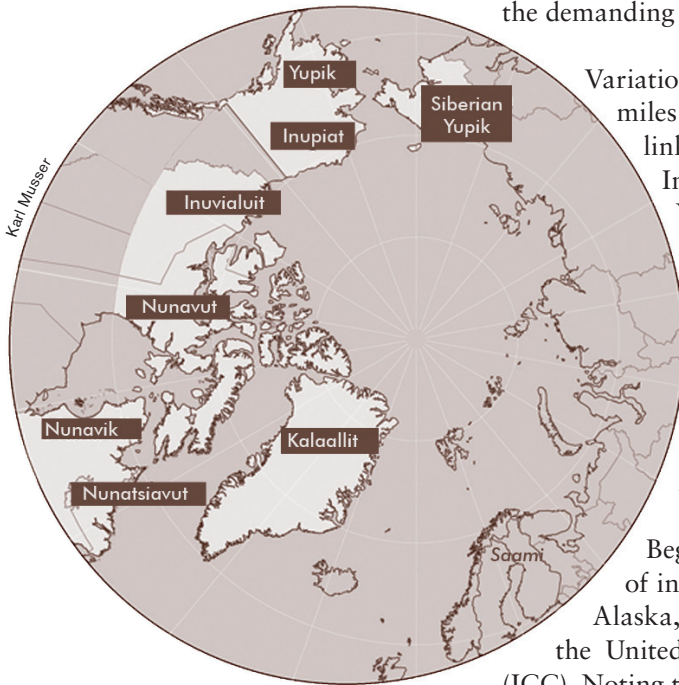 the demanding
Variatio
miles
link
In
Beg
of in
Alaska,
the United
(ICC). Noting t
Karl Musser
Yupik
Siberian
Yupik
Inupiat
Inuvialuit
Nunavut
Nunavik
Kalaallit
Nunatsiavut
Saami